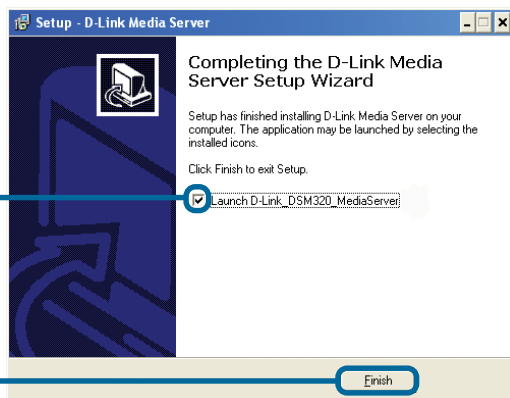 Setup - D-Link Media Server
Completing the D-Link Media
Server Setup Wizard
Setup has finished installing D-Link Media Server on your
computer. The application may be launched by selecting the
installed icons.
Click Finish to exit Setup.
Launch D-Link_DSM320_MediaServer
Finish